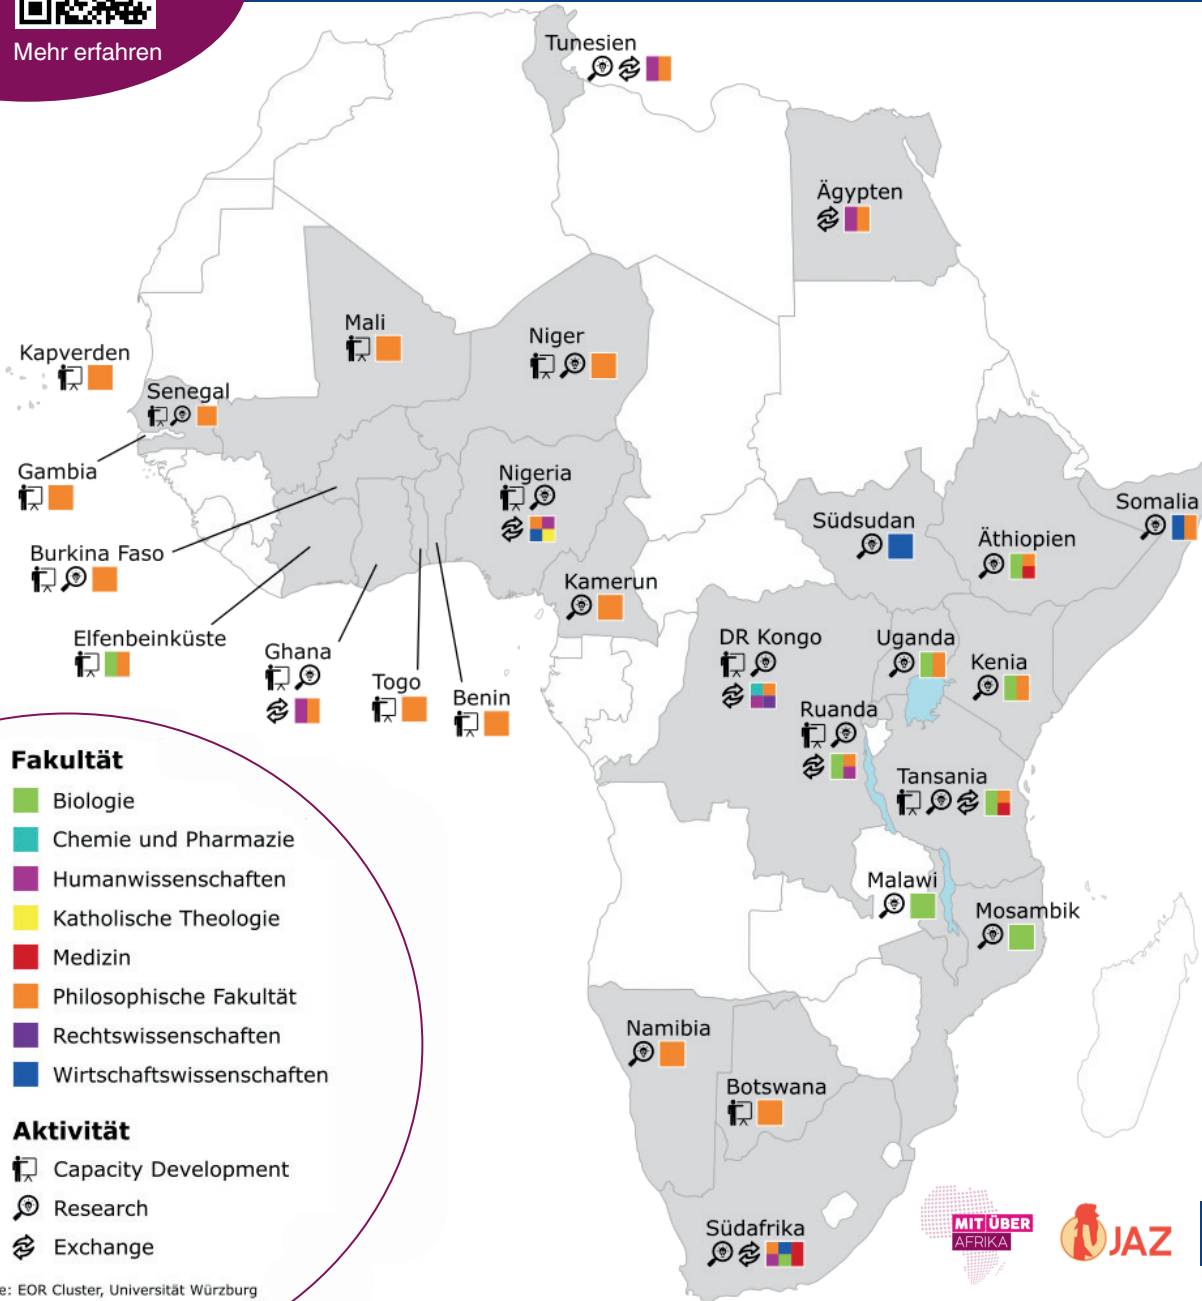 Mehr erfahren
Tunesien
Ägypten
Mali
Niger
Kapverden
Senegal
Gambia
Nigeria
Somalia
Südsudan
Äthiopien
Burkina Faso
Kamerun
Elfenbeinküste
Ghana
Togo
Benin
DR Kongo
Uganda
Kenia
Ruanda
Tansania
Malawi
Mosambik
Namibia
Botswana
Südafrika
Fakultät
Biologie
Chemie und Pharmazie
Humanwissenschaften
Katholische Theologie
Medizin
Philosophische Fakultät
Rechtswissenschaften
Wirtschaftswissenschaften
Aktivität
Capacity Development
Research
Exchange
e: EOR Cluster, Universität Würzburg
MIT ÜBER
AFRIKA
JAZ